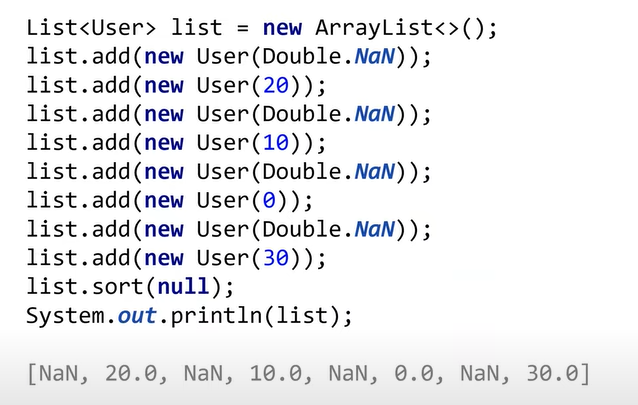 List<User> list = new ArrayList<>();
list.add(new User(Double.NaN));
list.add(new User(20));
list.add(new User(Double.NaN));
list.add(new User(10));
list.add(new User(Double.NaN));
list.add(new User(0));
list.add(new User(Double.NaN));
list.add(new User(30));
list.sort(null);
System.out.println(list);
[NaN, 20.0, NaN, 10.0, NaN, 0.0, NaN, 30.0]